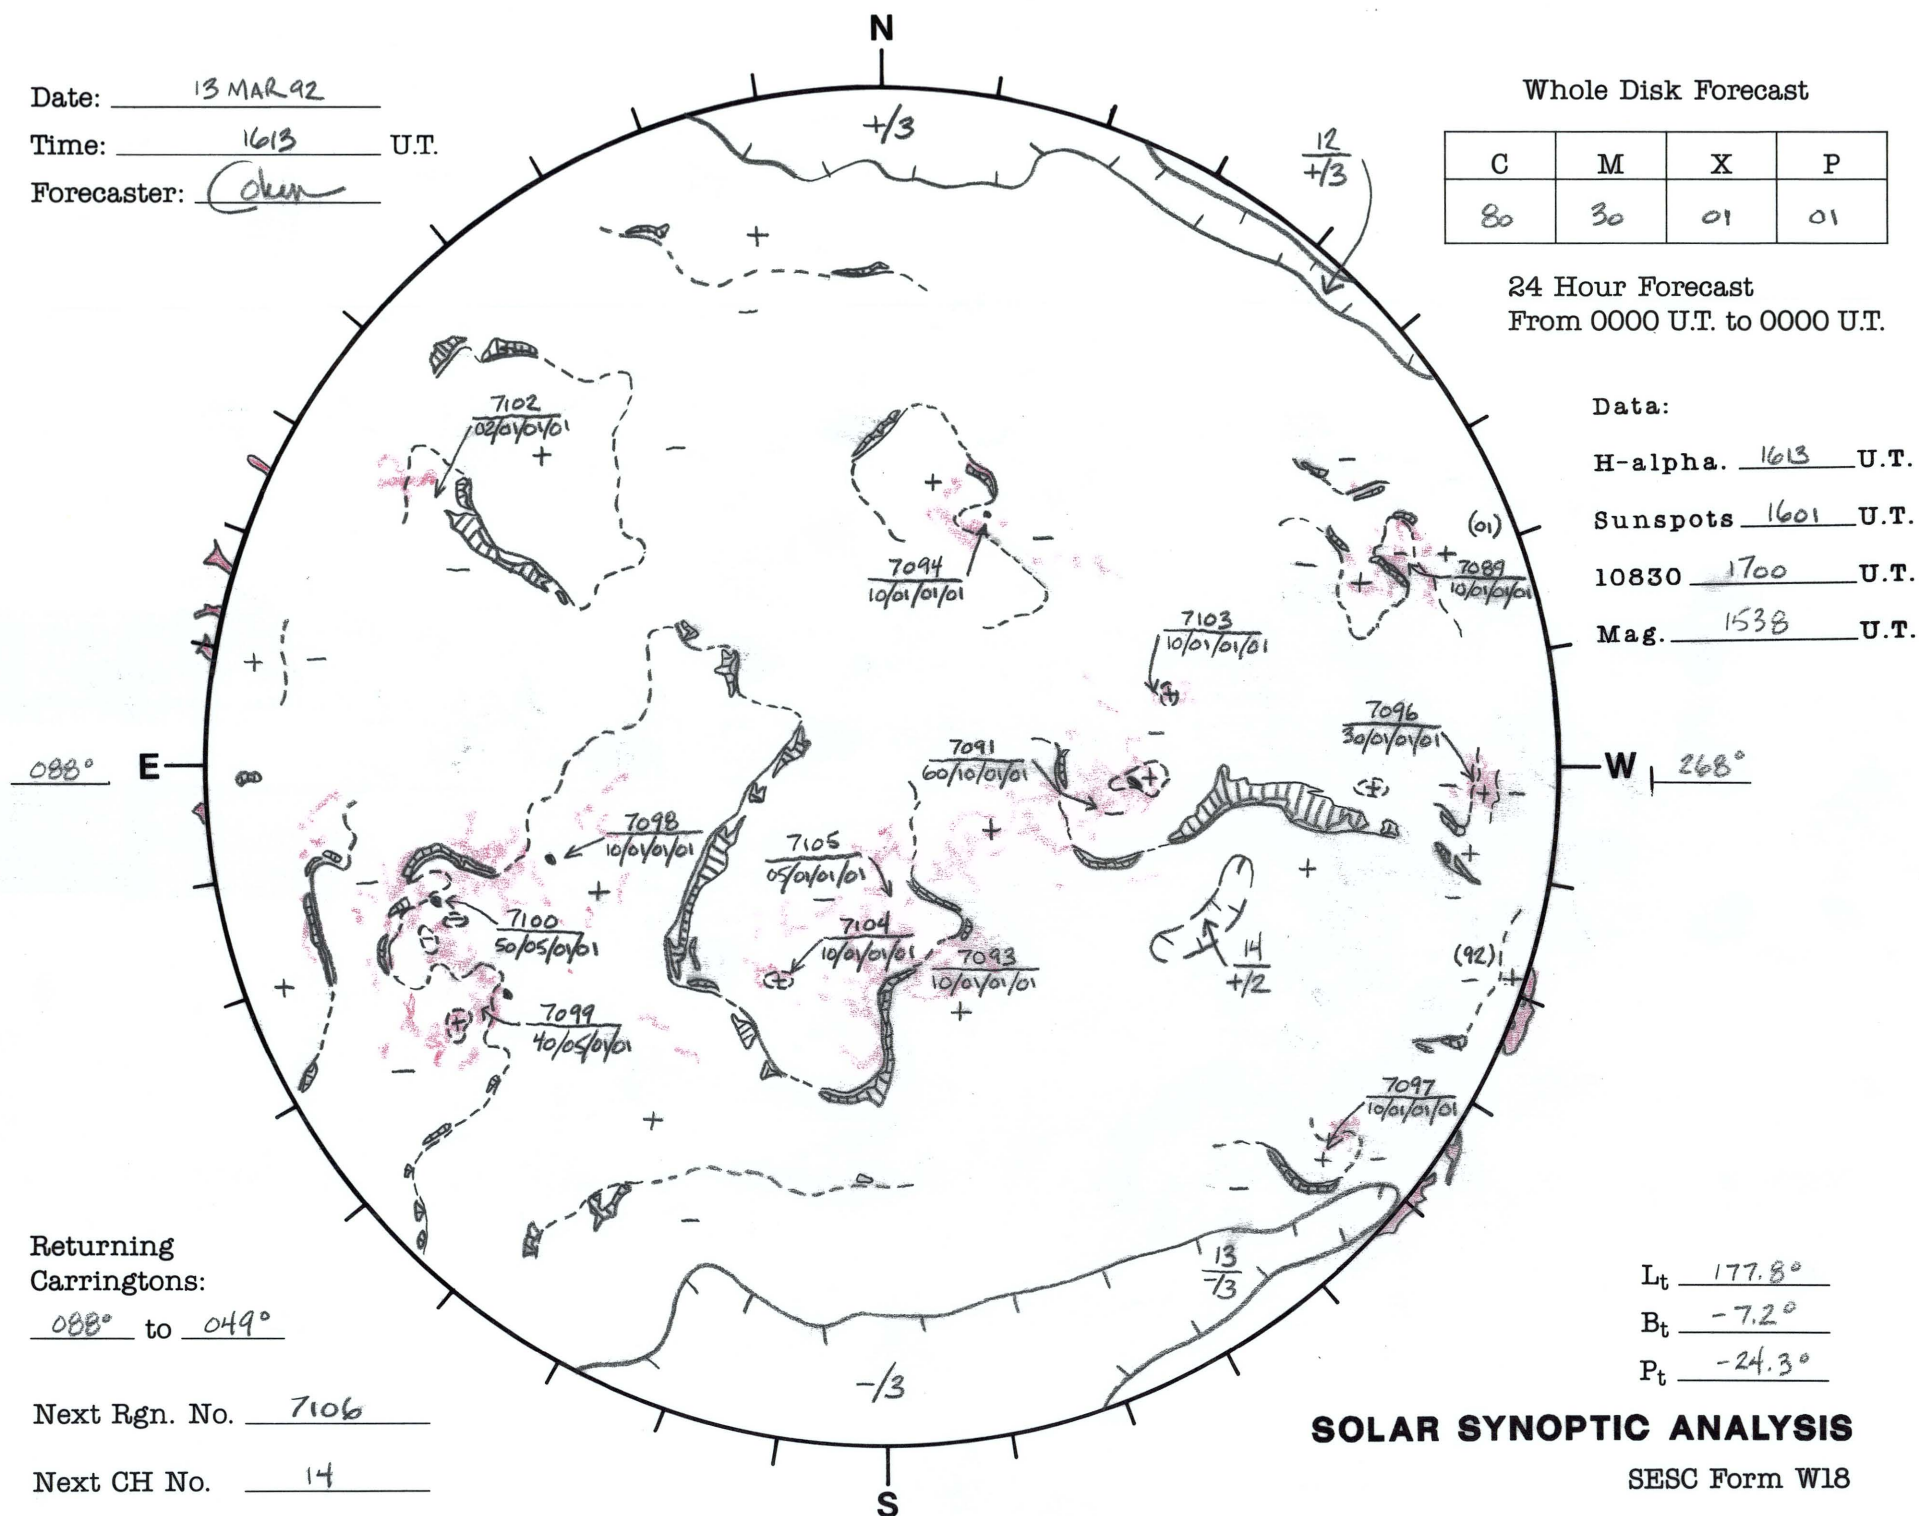 N
Date: 13 MAR 92
Time: 1613 U.T.
Forecaster: Cohen
Whole Disk Forecast
C M X P
80 30 01 01
24 Hour Forecast
From 0000 U.T. to 0000 U.T.
Data:
H-alpha. 1613 U.T.
Sunspots 1601 U.T.
10830 1700 U.T.
Mag. 1538 U.T.
+/3
12
+/3
+
-
7102
02/01/01/01
+
-
-
+
-
7094
10/01/01/01
-
(01)
-
+
-
+
7089
10/01/01/01
7103
10/01/01/01
+
+ -
-
7096
30/01/01/01
7091
60/10/01/01
+
+
+
-
-
088° E
W 268°
7098
10/01/01/01
+
-
+
7105
05/01/01/01
-
+
+
-
7100
50/05/01/01
7104
10/01/01/01
+
7093
10/01/01/01
+
14
+/2
(92)
-
+
+
7099
40/05/01/01
+
-
+
7097
10/01/01/01
+
-
-
-
13
-/3
-/3
Returning
Carringtons:
088° to 049°
Next Rgn. No. 7106
Next CH No. 14
Lt 177.8°
Bt -7.2°
Pt -24.3°
SOLAR SYNOPTIC ANALYSIS
SESC Form W18
S